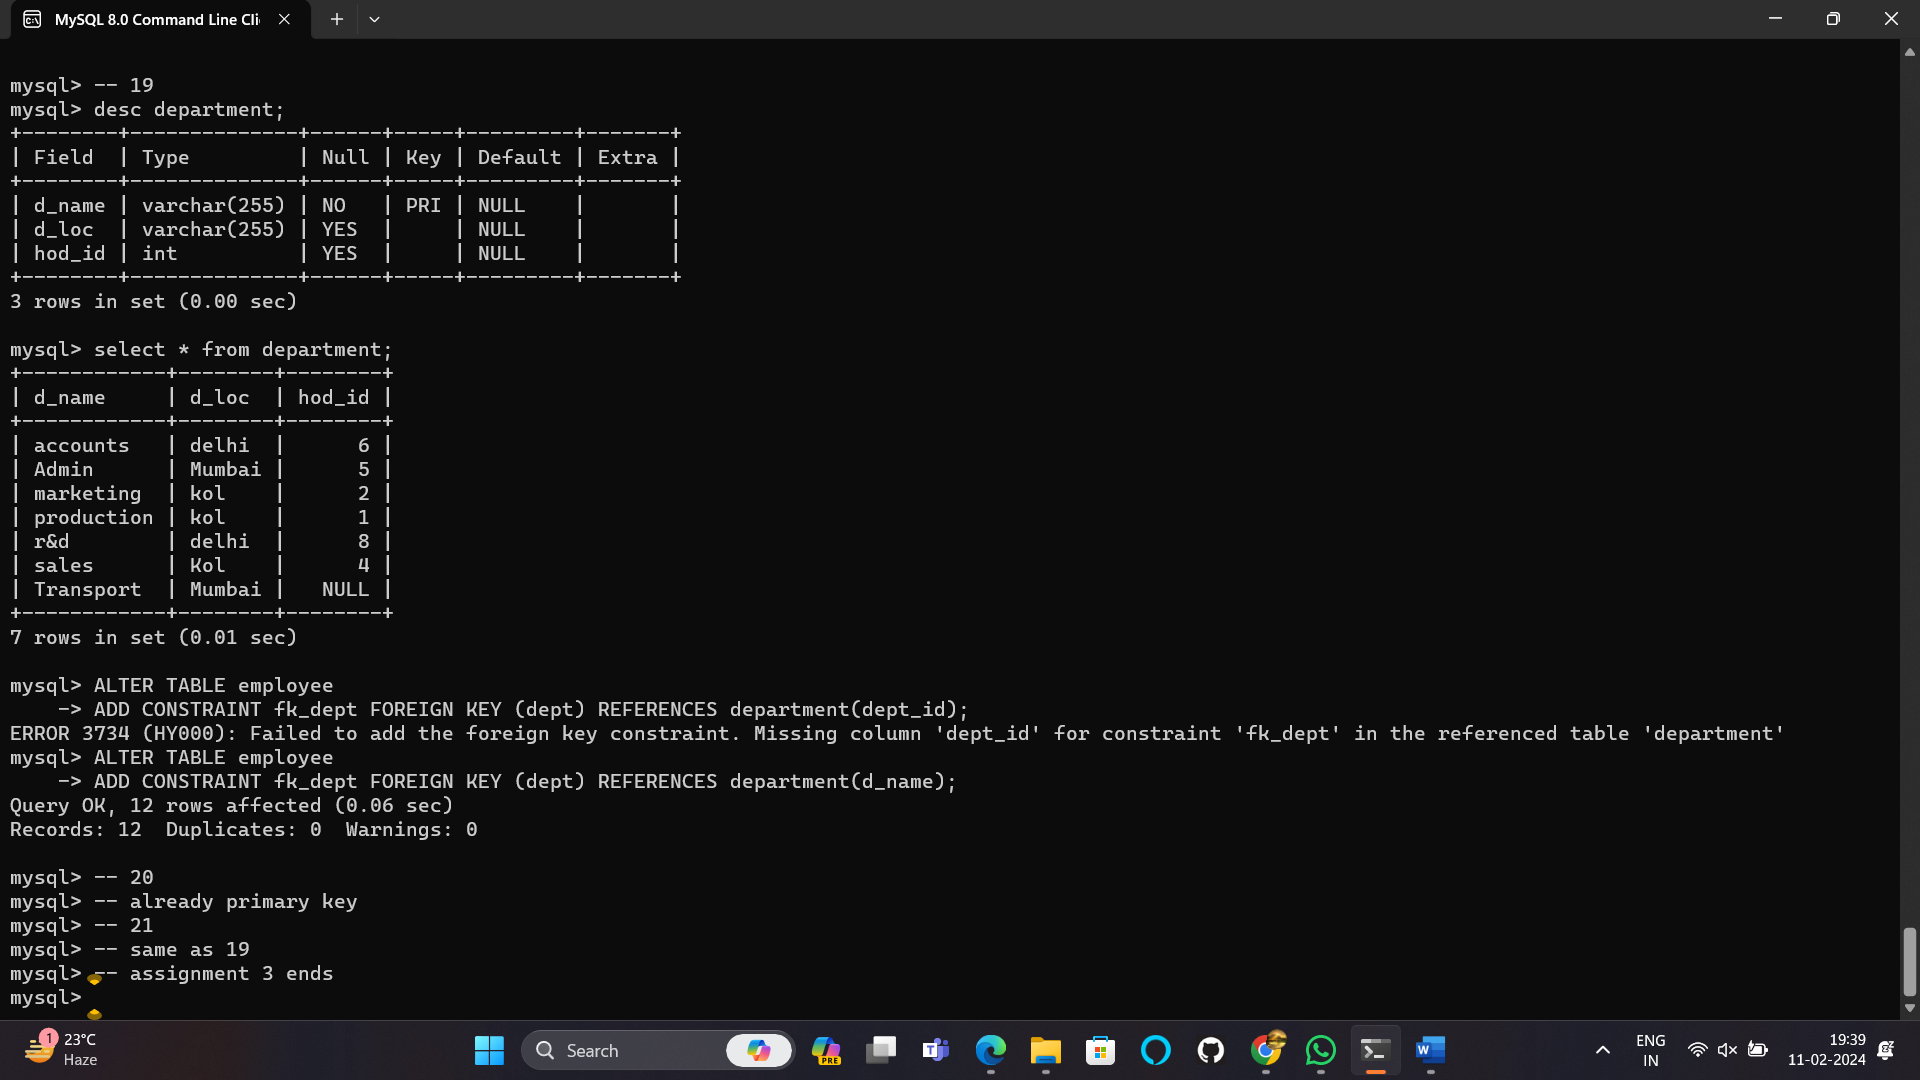 MySQL 8.0 Command Line Cli
mysql> -- 19
mysql> desc department;
+--------+--------------+------+-----+---------+-------+
| Field  | Type         | Null | Key | Default | Extra |
+--------+--------------+------+-----+---------+-------+
| d_name | varchar(255) | NO   | PRI | NULL    |       |
| d_loc  | varchar(255) | YES  |     | NULL    |       |
| hod_id | int          | YES  |     | NULL    |       |
+--------+--------------+------+-----+---------+-------+
3 rows in set (0.00 sec)
mysql> select * from department;
+------------+--------+--------+
| d_name     | d_loc  | hod_id |
+------------+--------+--------+
| accounts   | delhi  |      6 |
| Admin      | Mumbai |      5 |
| marketing  | kol    |      2 |
| production | kol    |      1 |
| r&d        | delhi  |      8 |
| sales      | Kol    |      4 |
| Transport  | Mumbai |   NULL |
+------------+--------+--------+
7 rows in set (0.01 sec)
mysql> ALTER TABLE employee
    -> ADD CONSTRAINT fk_dept FOREIGN KEY (dept) REFERENCES department(dept_id);
ERROR 3734 (HY000): Failed to add the foreign key constraint. Missing column 'dept_id' for constraint 'fk_dept' in the referenced table 'department'
mysql> ALTER TABLE employee
    -> ADD CONSTRAINT fk_dept FOREIGN KEY (dept) REFERENCES department(d_name);
Query OK, 12 rows affected (0.06 sec)
Records: 12  Duplicates: 0  Warnings: 0
mysql> -- 20
mysql> -- already primary key
mysql> -- 21
mysql> -- same as 19
mysql> -- assignment 3 ends
mysql>
1
23°C
Haze
Search
PRE
ENG
IN
19:39
11-02-2024